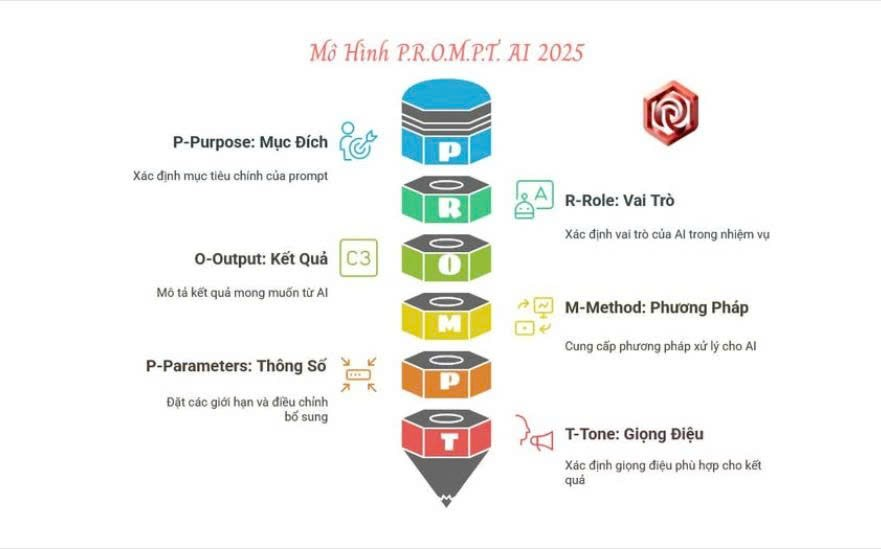 Mô Hình P.R.O.M.P.T. AI 2025
P-Purpose: Mục Đích
Xác định mục tiêu chính của prompt
P
R
R-Role: Vai Trò
Xác định vai trò của AI trong nhiệm vụ
A
O-Output: Kết Quả
Mô tả kết quả mong muốn từ AI
C3
O
M
M-Method: Phương Pháp
Cung cấp phương pháp xử lý cho AI
P-Parameters: Thông Số
Đặt các giới hạn và điều chỉnh
bổ sung
P
T
T-Tone: Giọng Điệu
Xác định giọng điệu phù hợp cho kết
quả